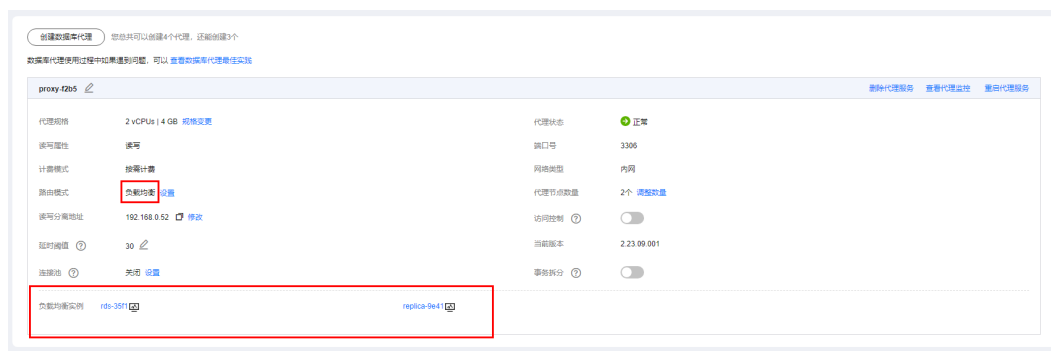 创建数据库代理 您总共可以创建4个代理，还能创建3个
数据库代理使用过程中如果遇到问题，可以 查看数据库代理最佳实践
proxy-f2b5 删除代理服务 查看代理监控 重启代理服务
代理规格 2 vCPUs | 4 GB 规格变更 代理状态 正常
读写属性 读写 端口号 3306
计费模式 按需计费 网络类型 内网
路由模式 负载均衡 设置 代理节点数量 2个 调整数量
读写分离地址 192.168.0.52 修改 访问控制 ?
延时阈值 ? 30 当前版本 2.23.09.001
连接池 ? 关闭 设置 事务拆分 ?
负载均衡实例 rds-35f1 replica-9e41